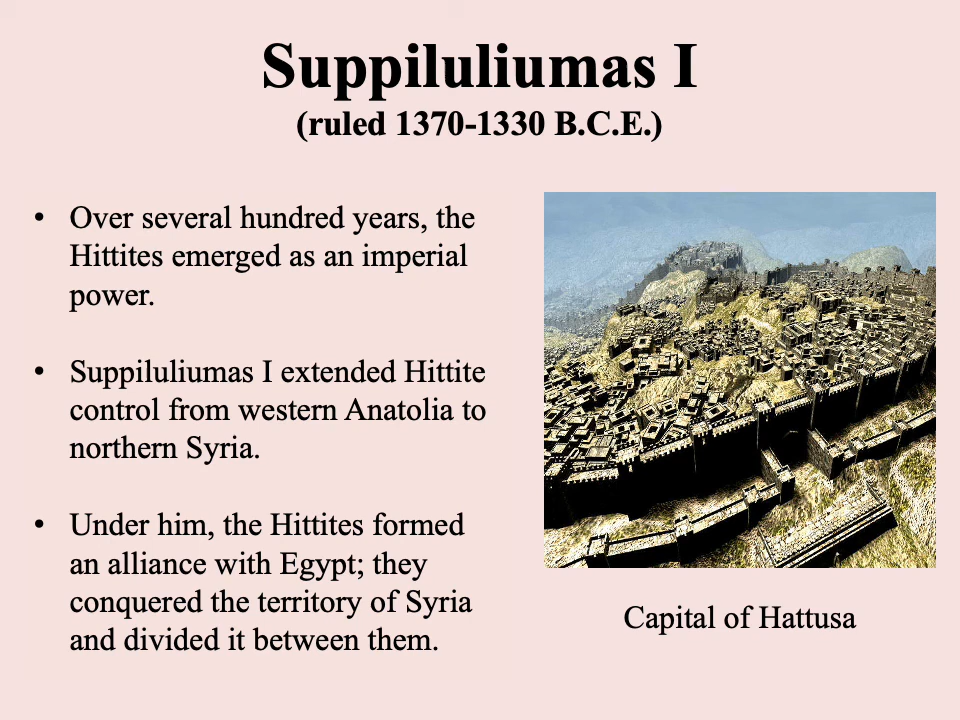 Suppiluliumas I
(ruled 1370-1330 B.C.E.)
• Over several hundred years, the
Hittites emerged as an imperial
power.
• Suppiluliumas I extended Hittite
control from western Anatolia to
northern Syria.
• Under him, the Hittites formed
an alliance with Egypt; they
conquered the territory of Syria
and divided it between them.
Capital of Hattusa